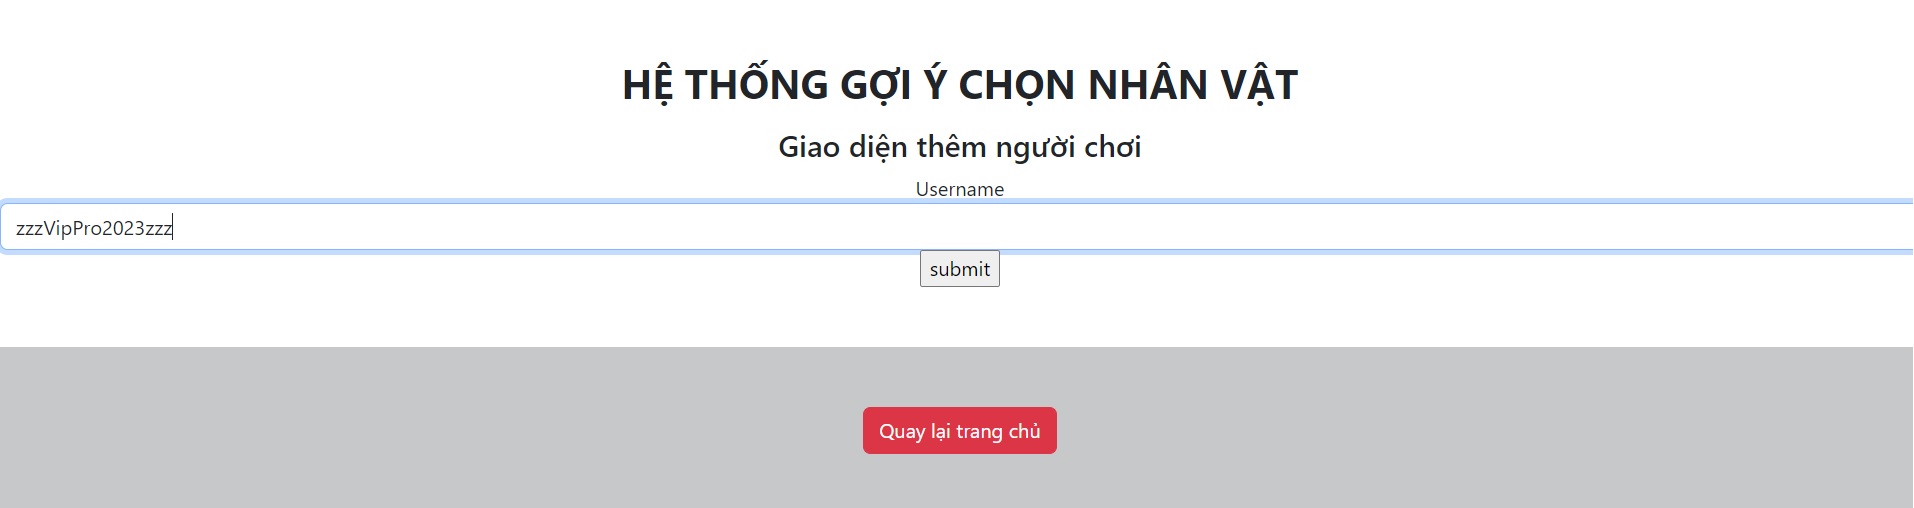 HỆ THỐNG GỢI Ý CHỌN NHÂN VẬT
Giao diện thêm người chơi
Username
zzzVipPro2023zzz
submit
Quay lại trang chủ